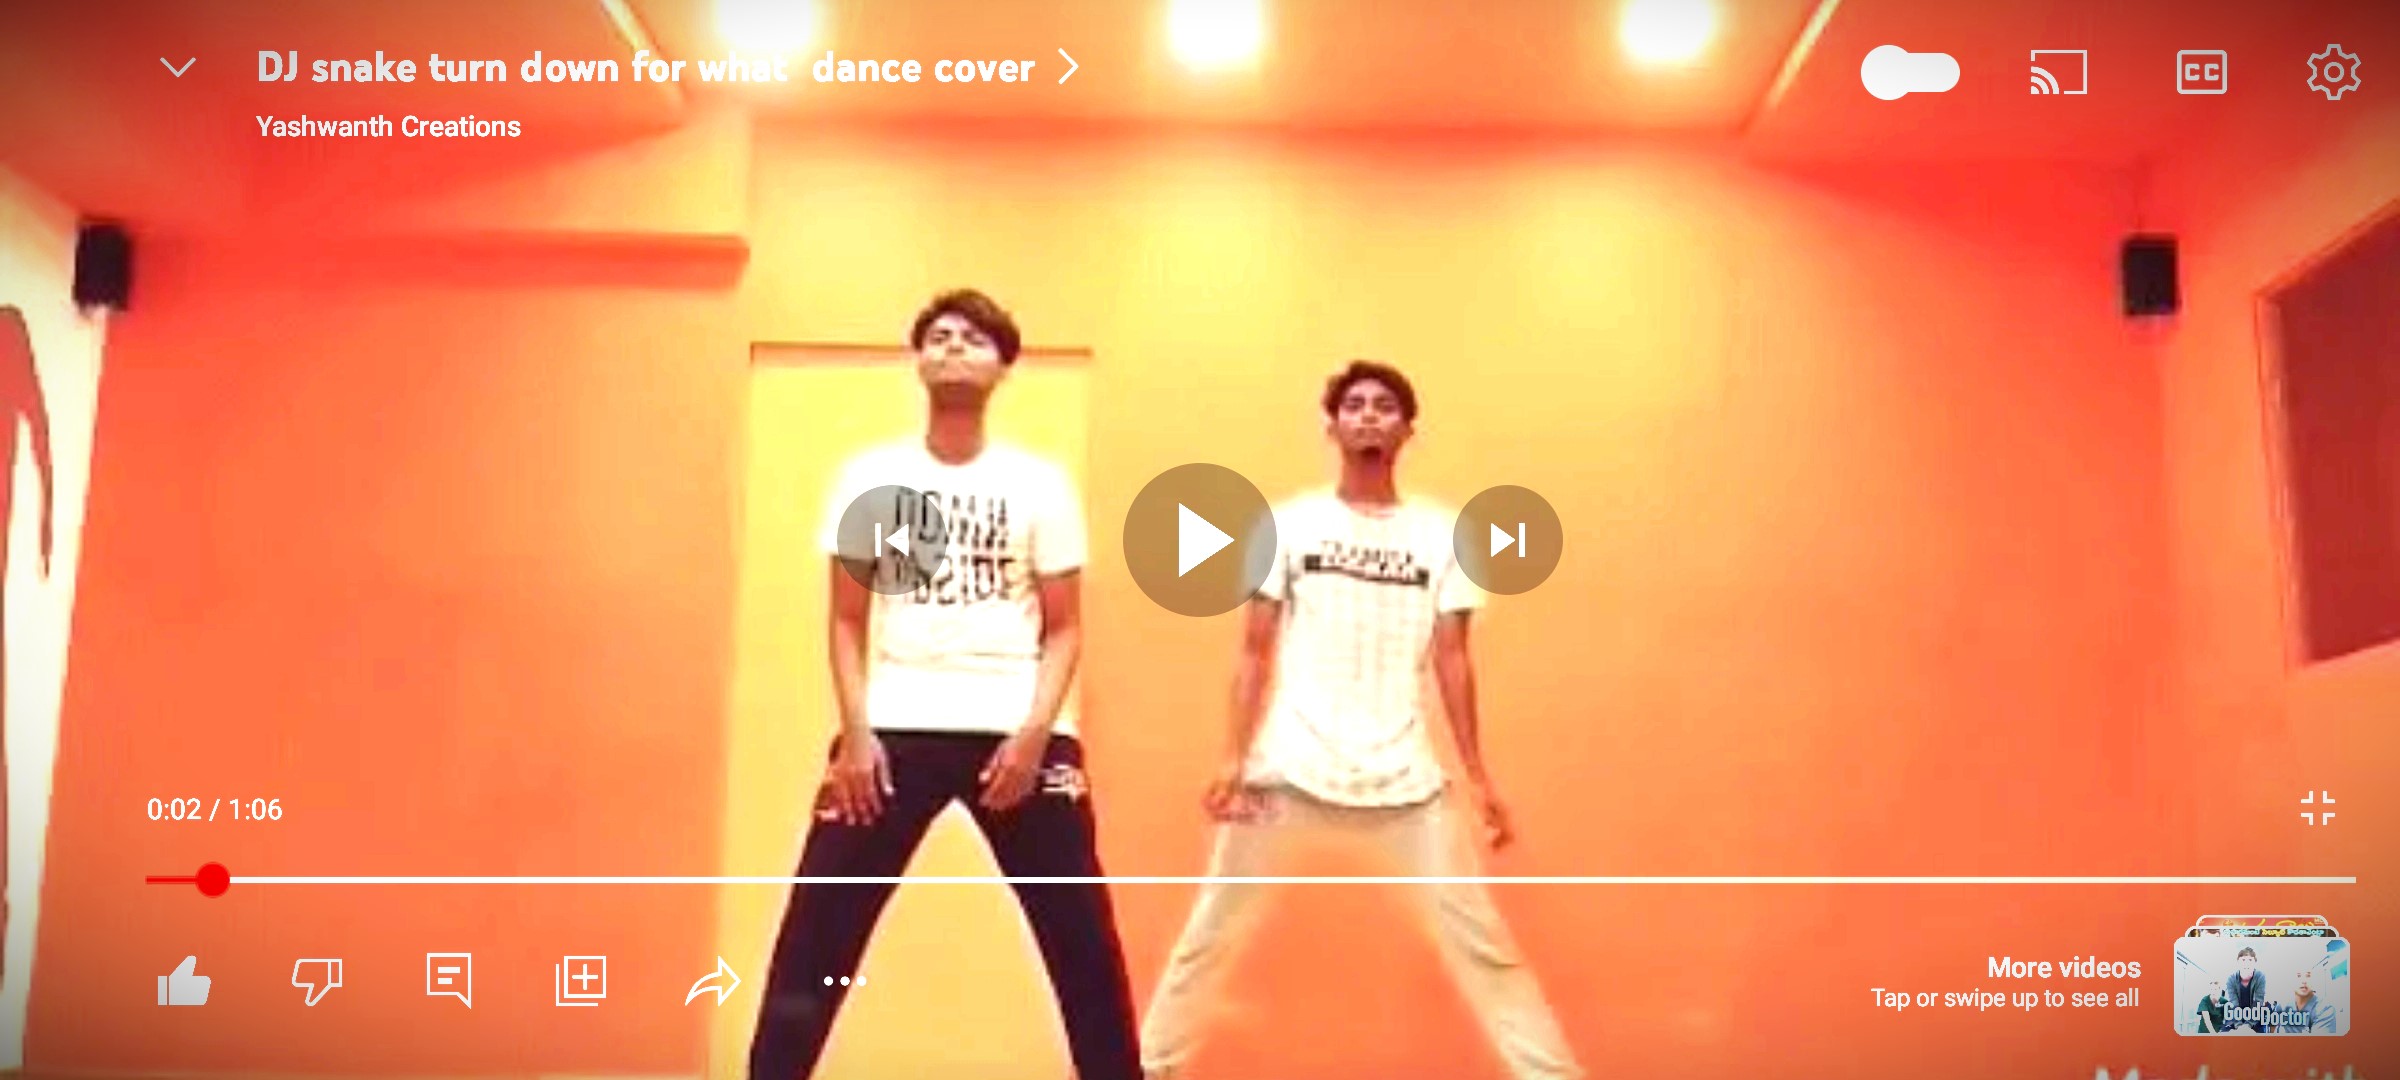 DJ snake turn down for what dance cover
Yashwanth Creations
CC
0:02 / 1:06
More videos
Tap or swipe up to see all
Good Doctor